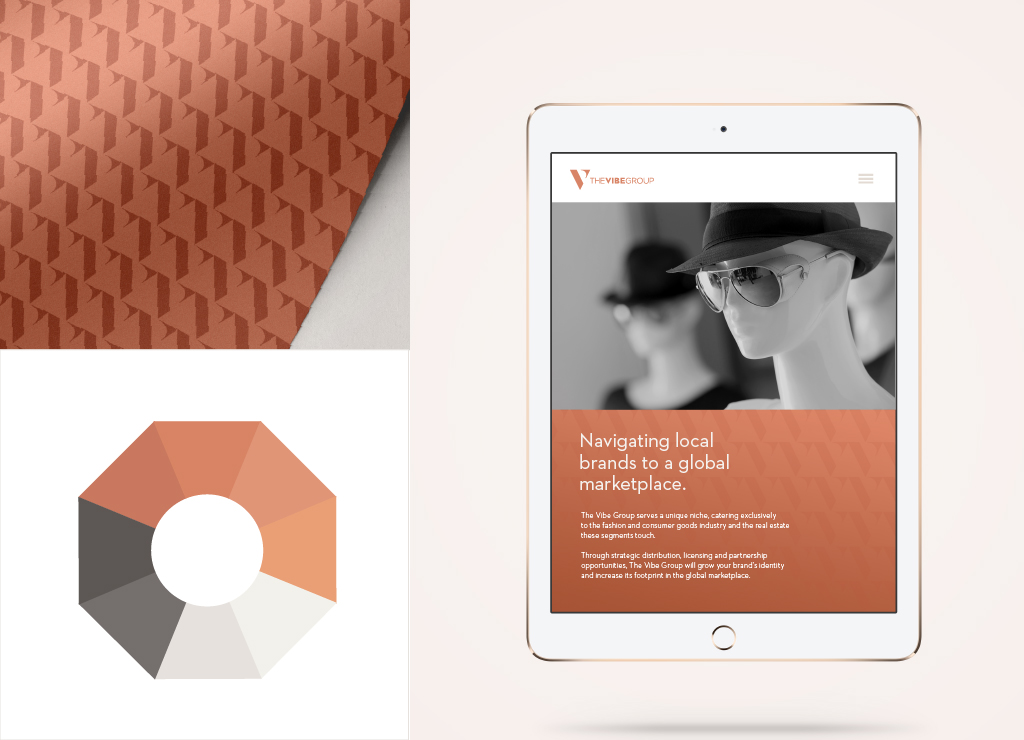 THEVIBEGROUP
Navigating local
brands to a global
marketplace.
The Vibe Group serves a unique niche, catering exclusively
to the fashion and consumer goods industry and the real estate
these segments touch.
Through strategic distribution, licensing and partnership
opportunities, The Vibe Group will grow your brand's identity
and increase its footprint in the global marketplace.